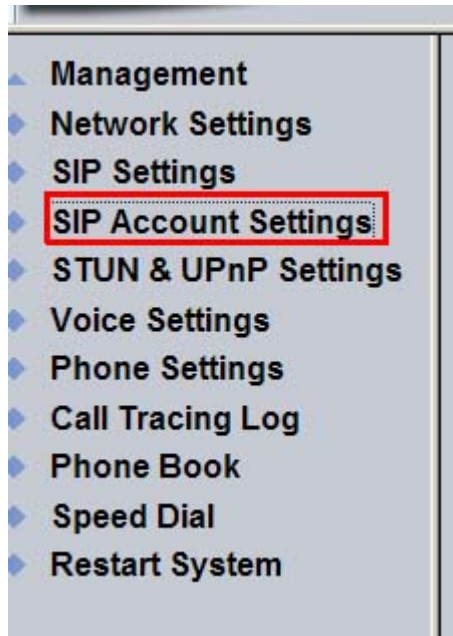 Management
Network Settings
SIP Settings
SIP Account Settings
STUN & UPnP Settings
Voice Settings
Phone Settings
Call Tracing Log
Phone Book
Speed Dial
Restart System